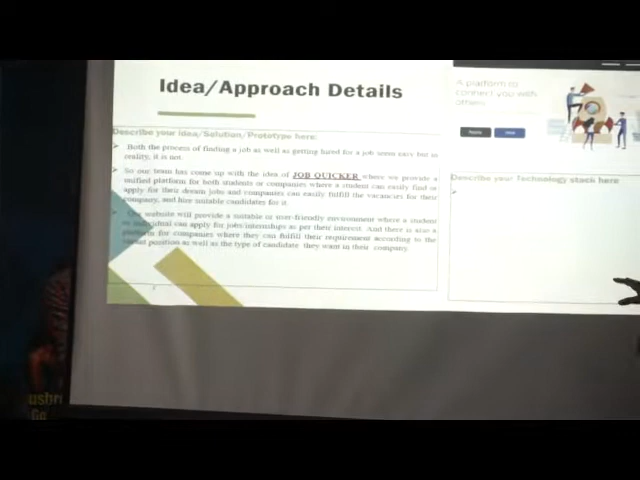 Idea/Approach Details
Describe your idea/Solution/Prototype here:
Both the process of finding a job as well as getting hired for a job seem easy but in
reality, it is not.
So our team has come up with the idea of JOB QUICKER where we provide a
unified platform for both students or companies where a student can easily find or
apply for their dream jobs and companies can easily fulfill the vacancies for their
company, and hire suitable candidates for it.
Our website will provide a suitable or user-friendly environment where a student
or individual can apply for jobs/internships as per their interest. And there is also a
platform for companies where they can fulfill their requirement according to the
vacant position as well as the type of candidate they want in their company.
A platform to
connect you with
others
Describe your Technology stack here
ushr
Go